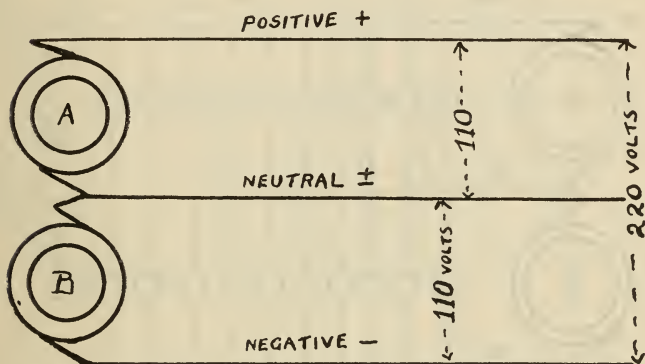 POSITIVE +
A
110
NEUTRAL ±
220 VOLTS
110 VOLTS
B
NEGATIVE –